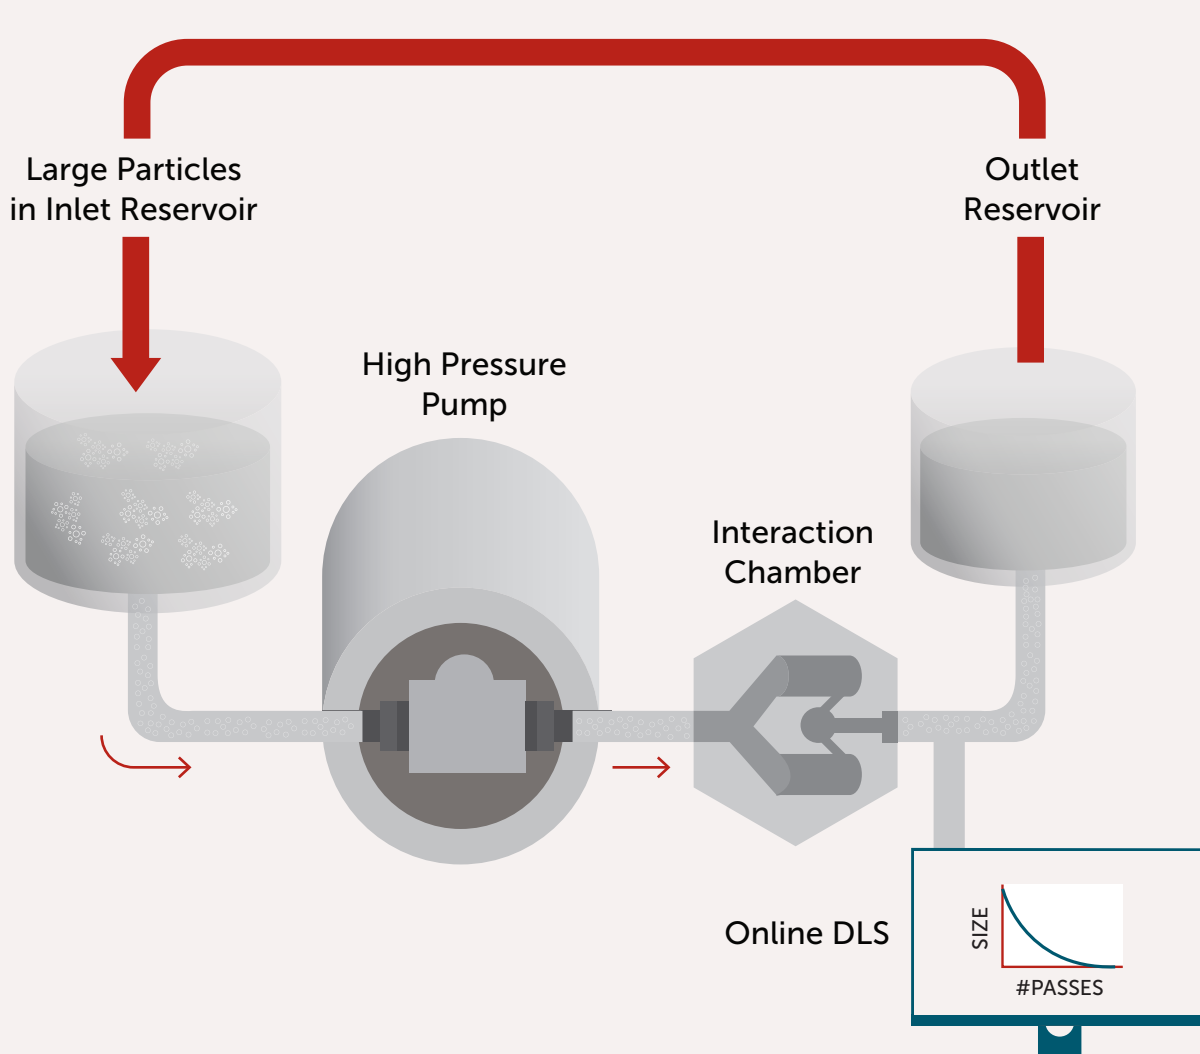 Large Particles
in Inlet Reservoir
Outlet
Reservoir
High Pressure
Pump
Interaction
Chamber
Online DLS
SIZE
#PASSES